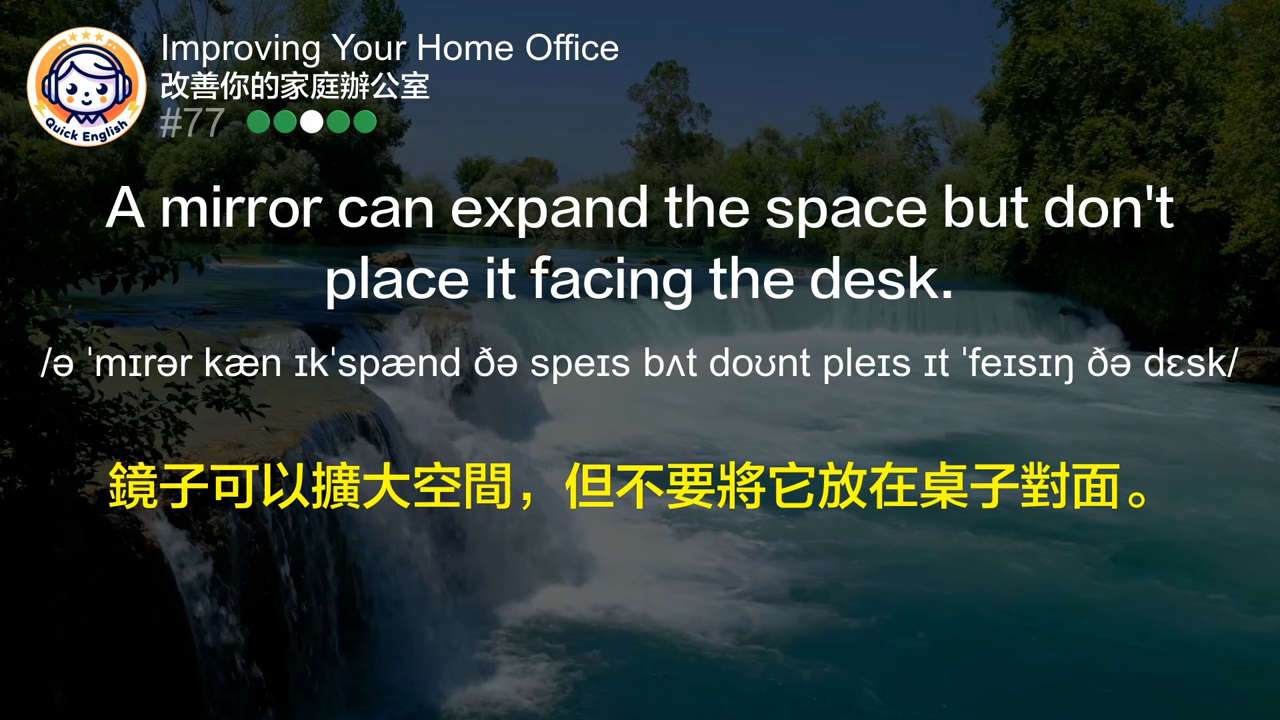 Improving Your Home Office
改善你的家庭辦公室
#77
Quick English
A mirror can expand the space but don't
place it facing the desk.
/ə ˈmɪrər kæn ɪkˈspænd ðə speɪs bʌt doʊnt pleɪs ɪt ˈfeɪsɪŋ ðə dɛsk/
鏡子可以擴大空間，但不要將它放在桌子對面。